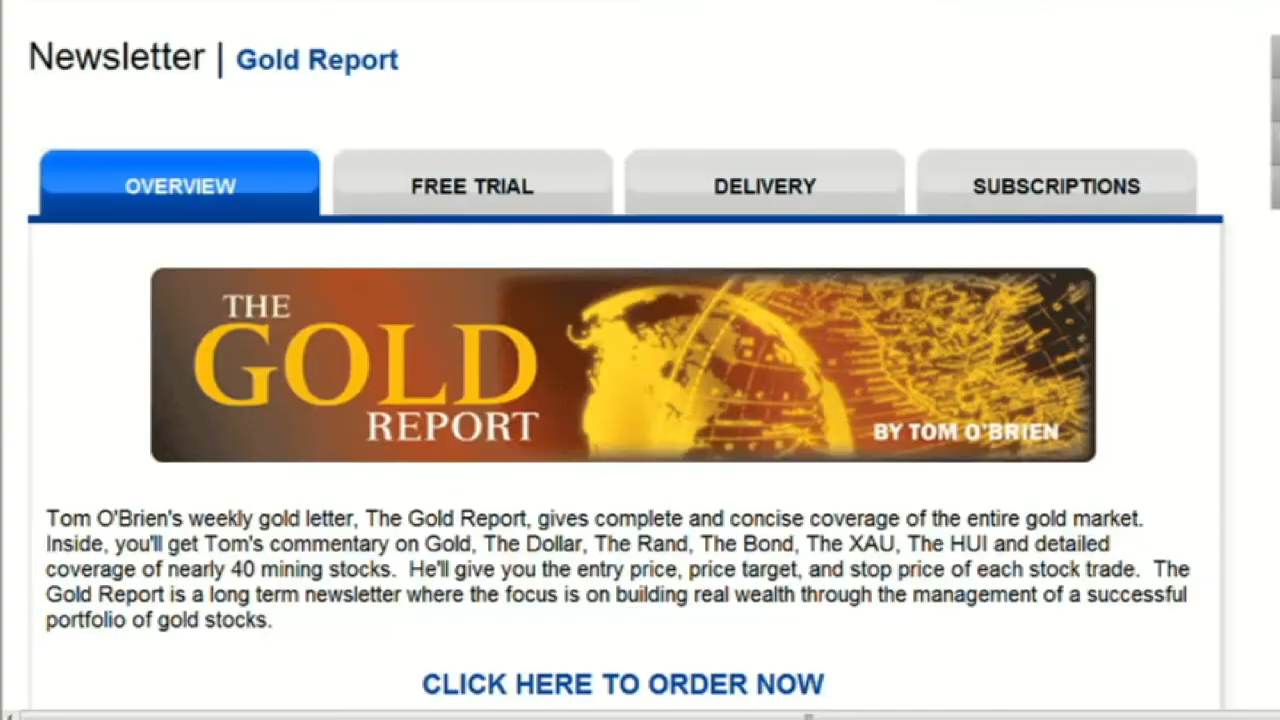 Newsletter | Gold Report
OVERVIEW
FREE TRIAL
DELIVERY
SUBSCRIPTIONS
THE
GOLD
REPORT
BY TOM O'BRIEN
Tom O'Brien's weekly gold letter, The Gold Report, gives complete and concise coverage of the entire gold market.
Inside, you'll get Tom's commentary on Gold, The Dollar, The Rand, The Bond, The XAU, The HUI and detailed
coverage of nearly 40 mining stocks. He'll give you the entry price, price target, and stop price of each stock trade. The
Gold Report is a long term newsletter where the focus is on building real wealth through the management of a successful
portfolio of gold stocks.
CLICK HERE TO ORDER NOW